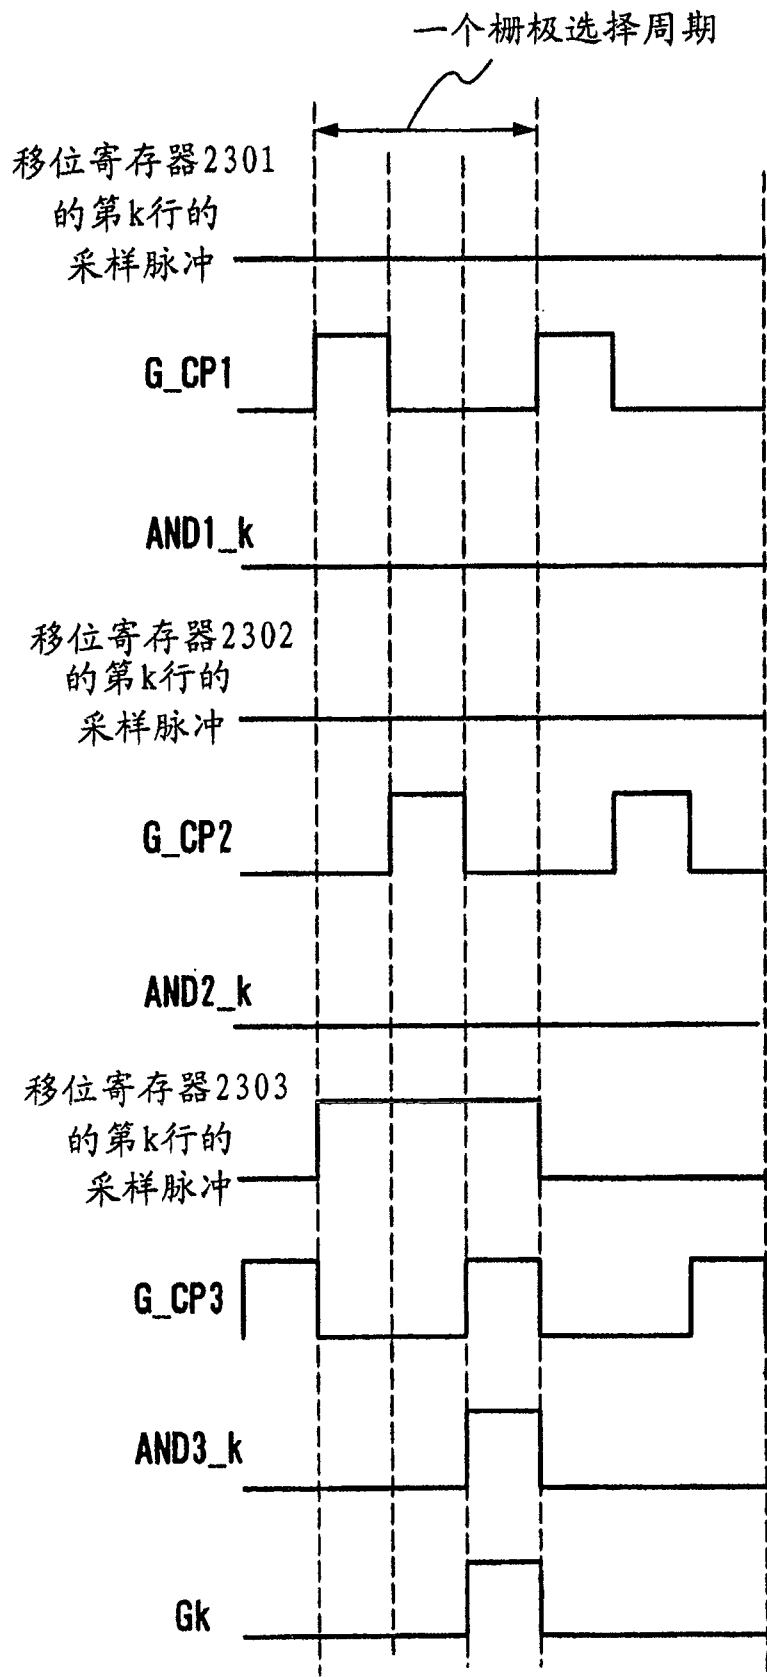 一个栅极选择周期
移位寄存器2301
的第k行的
采样脉冲
G_CP1
AND1_k
移位寄存器2302
的第k行的
采样脉冲
G_CP2
AND2_k
移位寄存器2303
的第k行的
采样脉冲
G_CP3
AND3_k
Gk